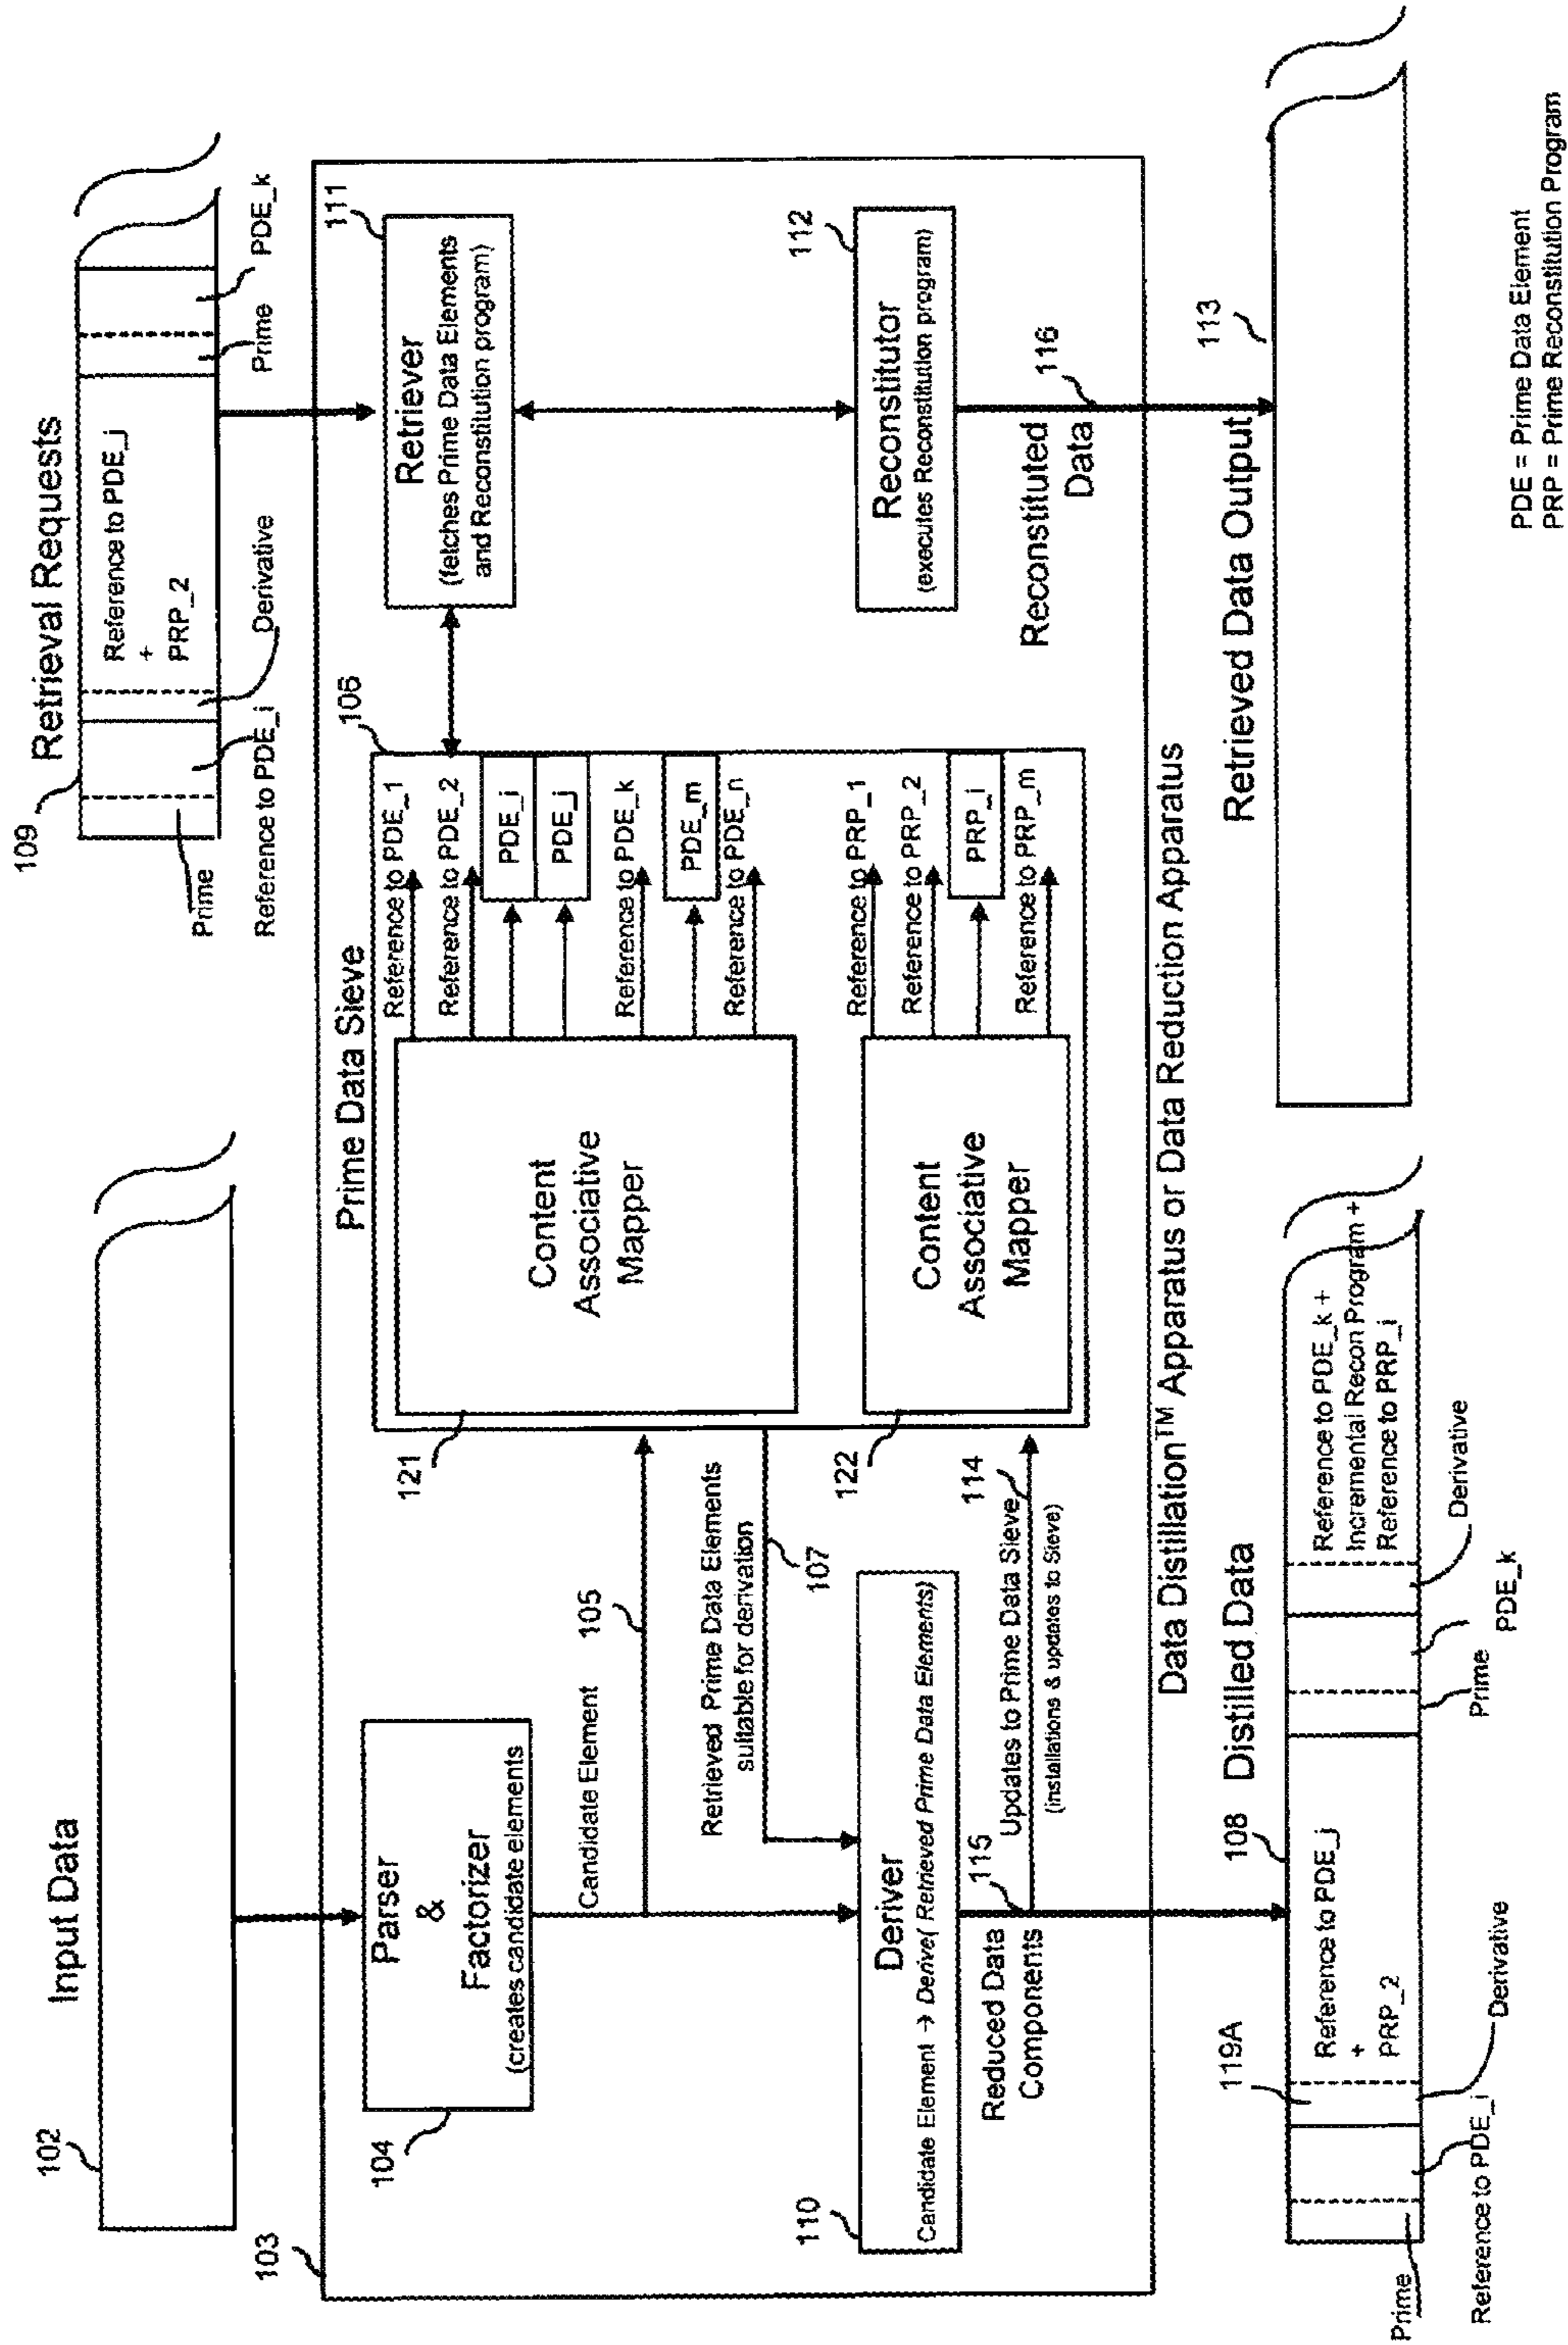 Input Data
102
103
Parser
&
Factorizer
(creates candidate elements
104
Candidate Element
105
Retrieved Prime Data Elements
suitable for derivation
107
110
Deriver
Candidate Element → Derive( Retrieved Prime Data Elements)
115
Reduced Data
Components
Updates to Prime Data Sieve
(installations & updates to Sieve)
114
Prime Data Sieve
106
Content
Associative
Mapper
121
Reference to PDE_1
Reference to PDE_2
PDE_i
PDE_j
Reference to PDE_k
PDE_m
Reference to PDE_n
Content
Associative
Mapper
122
Reference to PRP_1
Reference to PRP_2
PRP_i
Reference to PRP_m
109
Retrieval Requests
Reference to PDE_j
+
PRP_2
Prime
Reference to PDE_i
Derivative
Prime
PDE_k
111
Retriever
(fetches Prime Data Elements
and Reconstitution program)
112
Reconstitutor
(executes Reconstitution program)
Reconstituted
Data
116
Data Distillation™ Apparatus or Data Reduction Apparatus
108
Distilled Data
119A
Reference to PDE_j
+
PRP_2
Reference to PDE_k +
Incremental Recon Program +
Reference to PRP_i
Prime
Reference to PDE_i
Derivative
Prime
PDE_k
Derivative
Retrieved Data Output
113
PDE = Prime Data Element
PRP = Prime Reconstitution Program